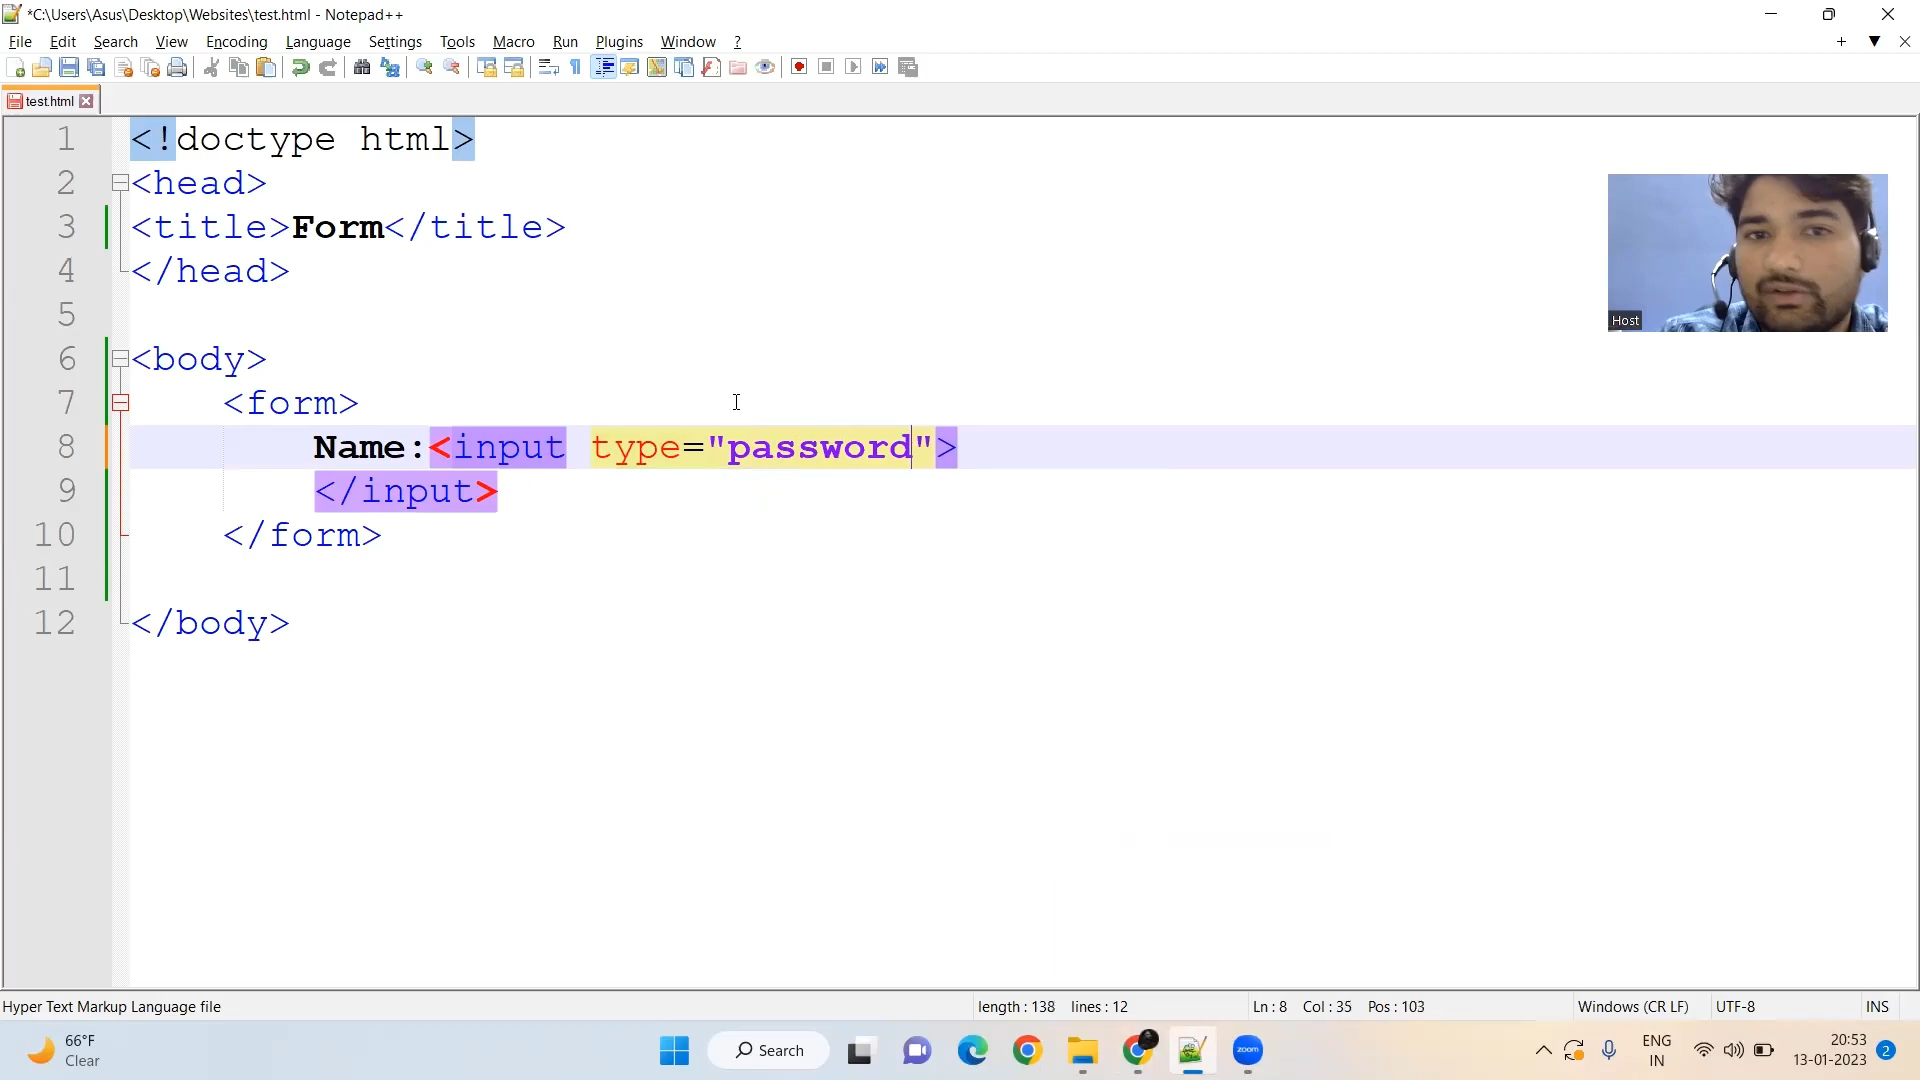 *C:\Users\Asus\Desktop\Websites\test.html - Notepad++
File Edit Search View Encoding Language Settings Tools Macro Run Plugins Window ?
test.html
1 <!doctype html>
2 <head>
3 <title>Form</title>
4 </head>
5
6 <body>
7 <form>
8 Name:<input type="password">
9 </input>
10 </form>
11
12 </body>
Host
Hyper Text Markup Language file length : 138 lines : 12 Ln : 8 Col : 35 Pos : 103 Windows (CR LF) UTF-8 INS
66°F
Clear
Search
zoom
ENG
IN
20:53
13-01-2023
2